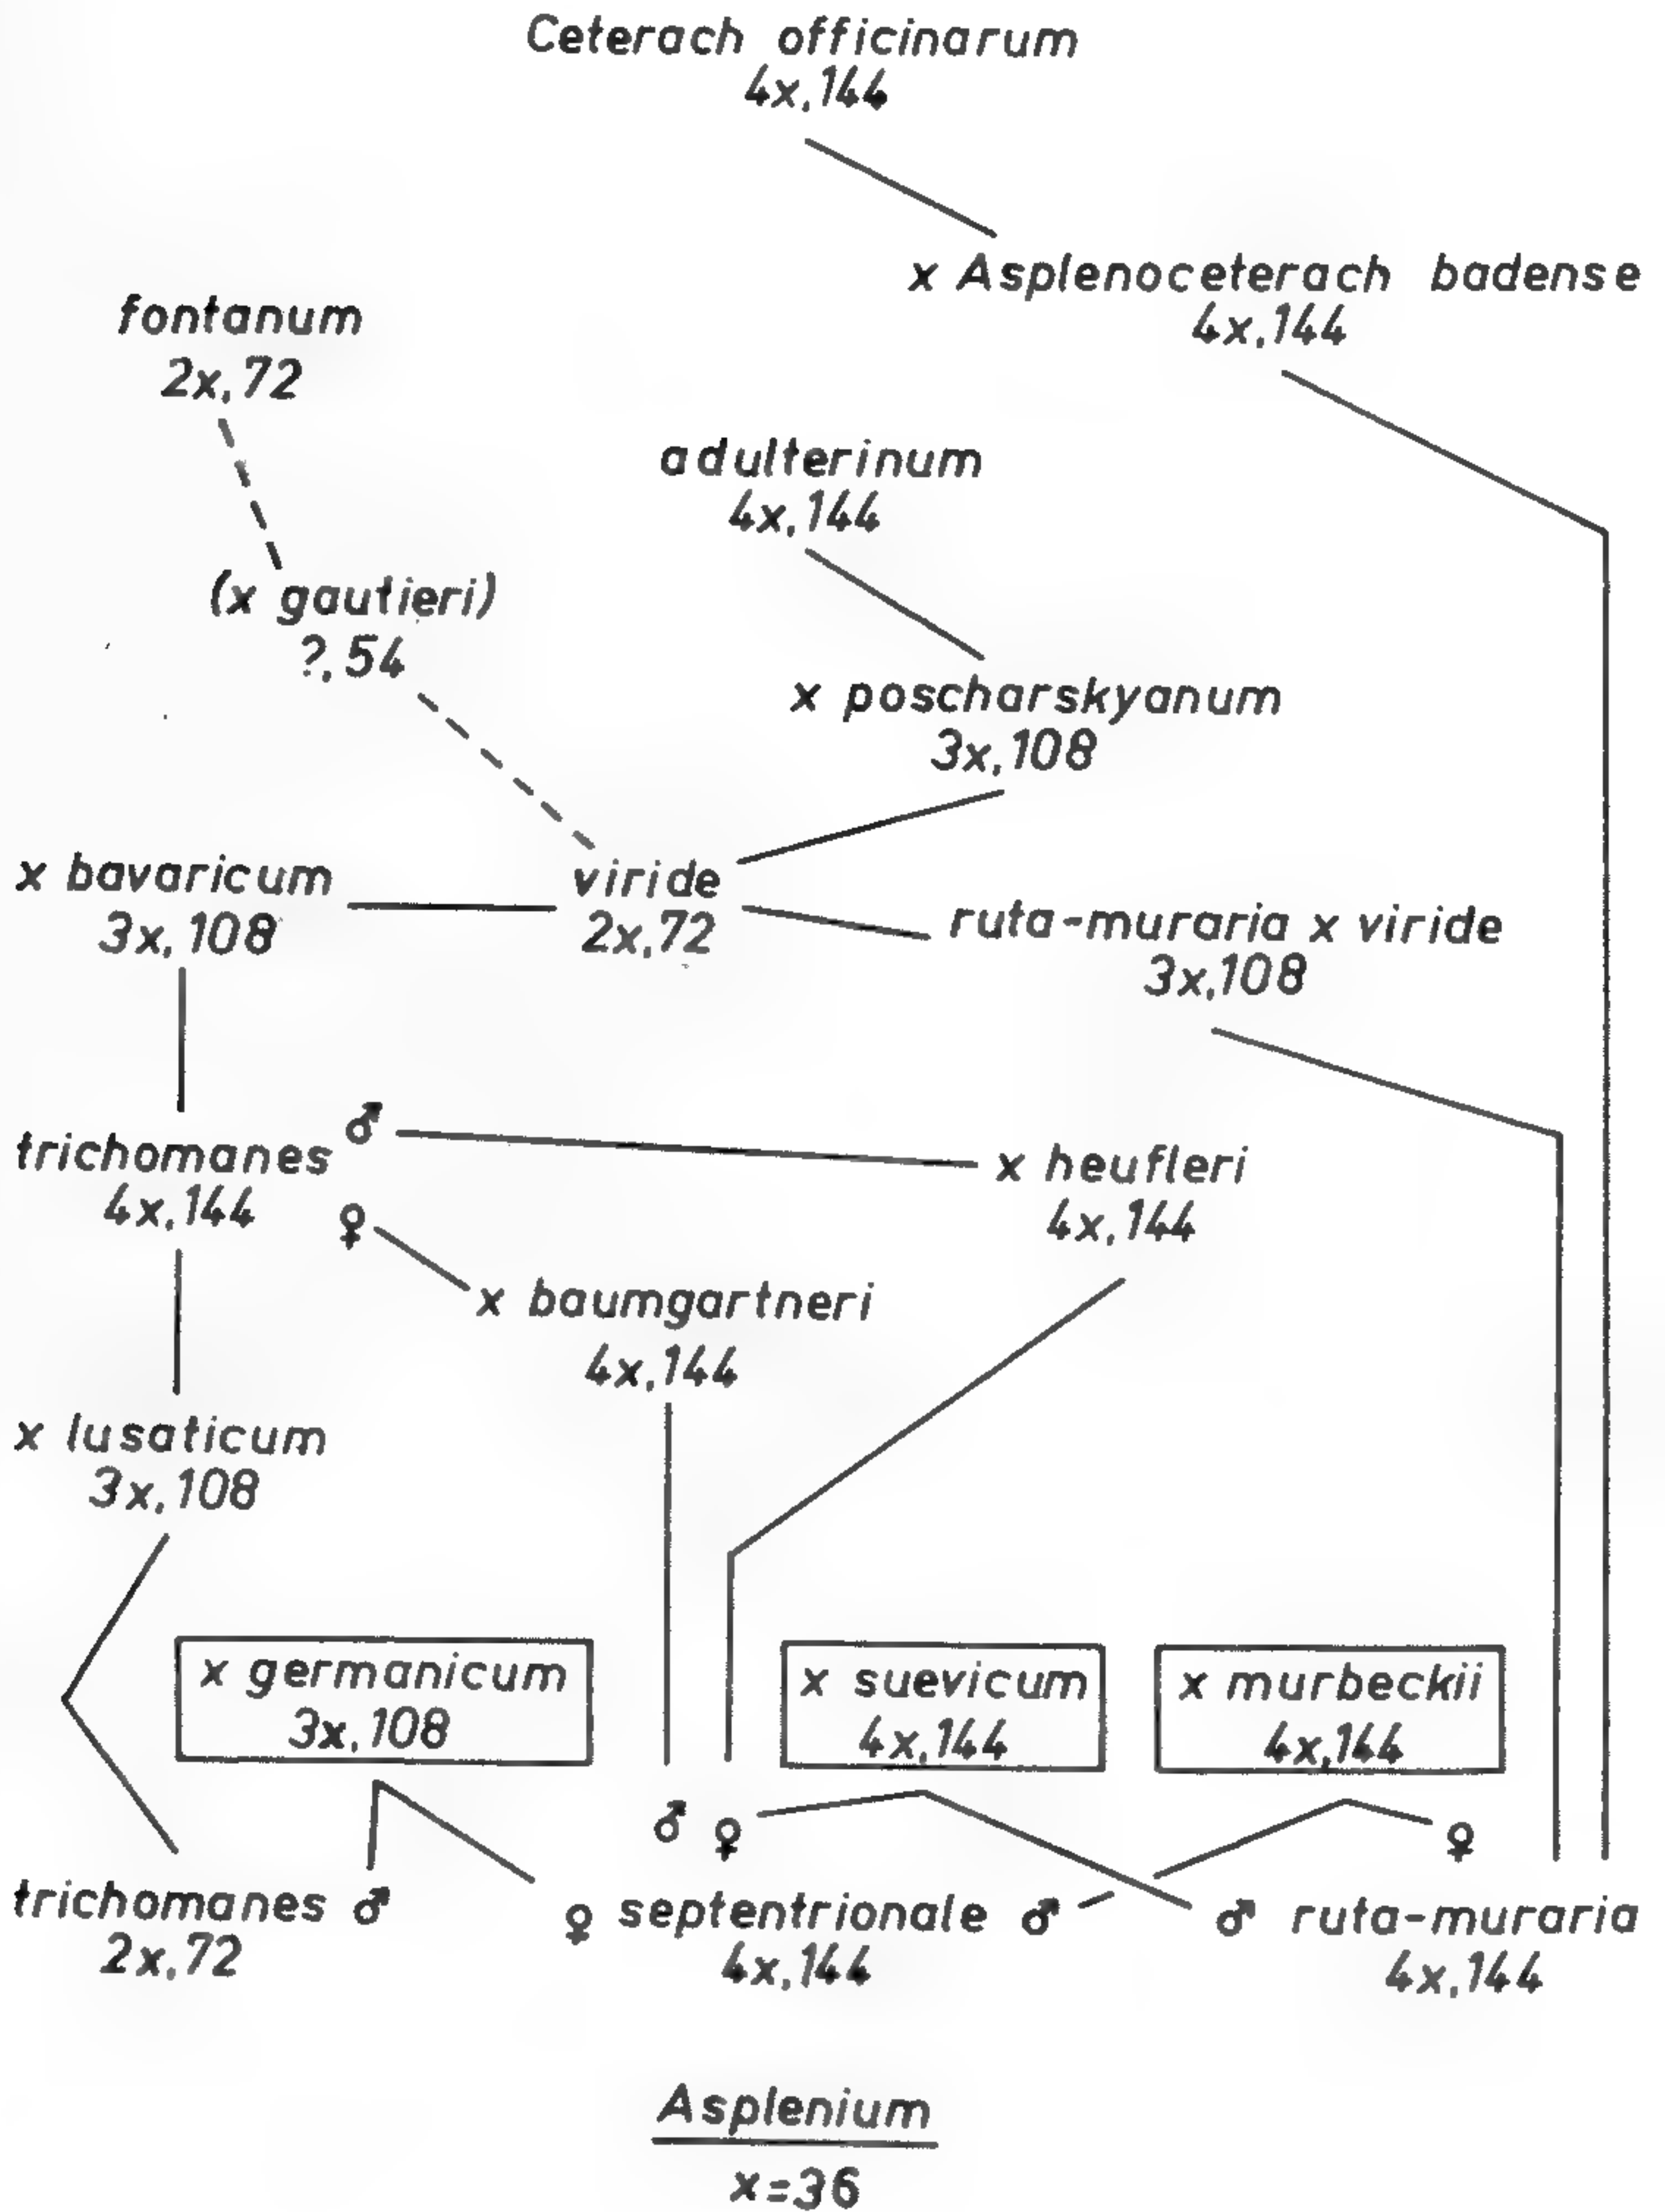 Ceterach officinarum
4x,144
x Asplenoceterach badense
4x,144
fontanum
2x,72
adulterinum
4x,144
(x gautieri)
?,54
x poscharskyanum
3x,108
x bavaricum
3x,108
viride
2x,72
ruta-muraria x viride
3x,108
trichomanes ♂
4x,144 ♀
x heufleri
4x,144
x baumgartneri
4x,144
x lusaticum
3x,108
x germanicum
3x,108
x suevicum
4x,144
x murbeckii
4x,144
♂ ♀
♀
trichomanes ♂
2x,72
♀ septentrionale ♂
4x,144
♂ ruta-muraria
4x,144
Asplenium
x=36